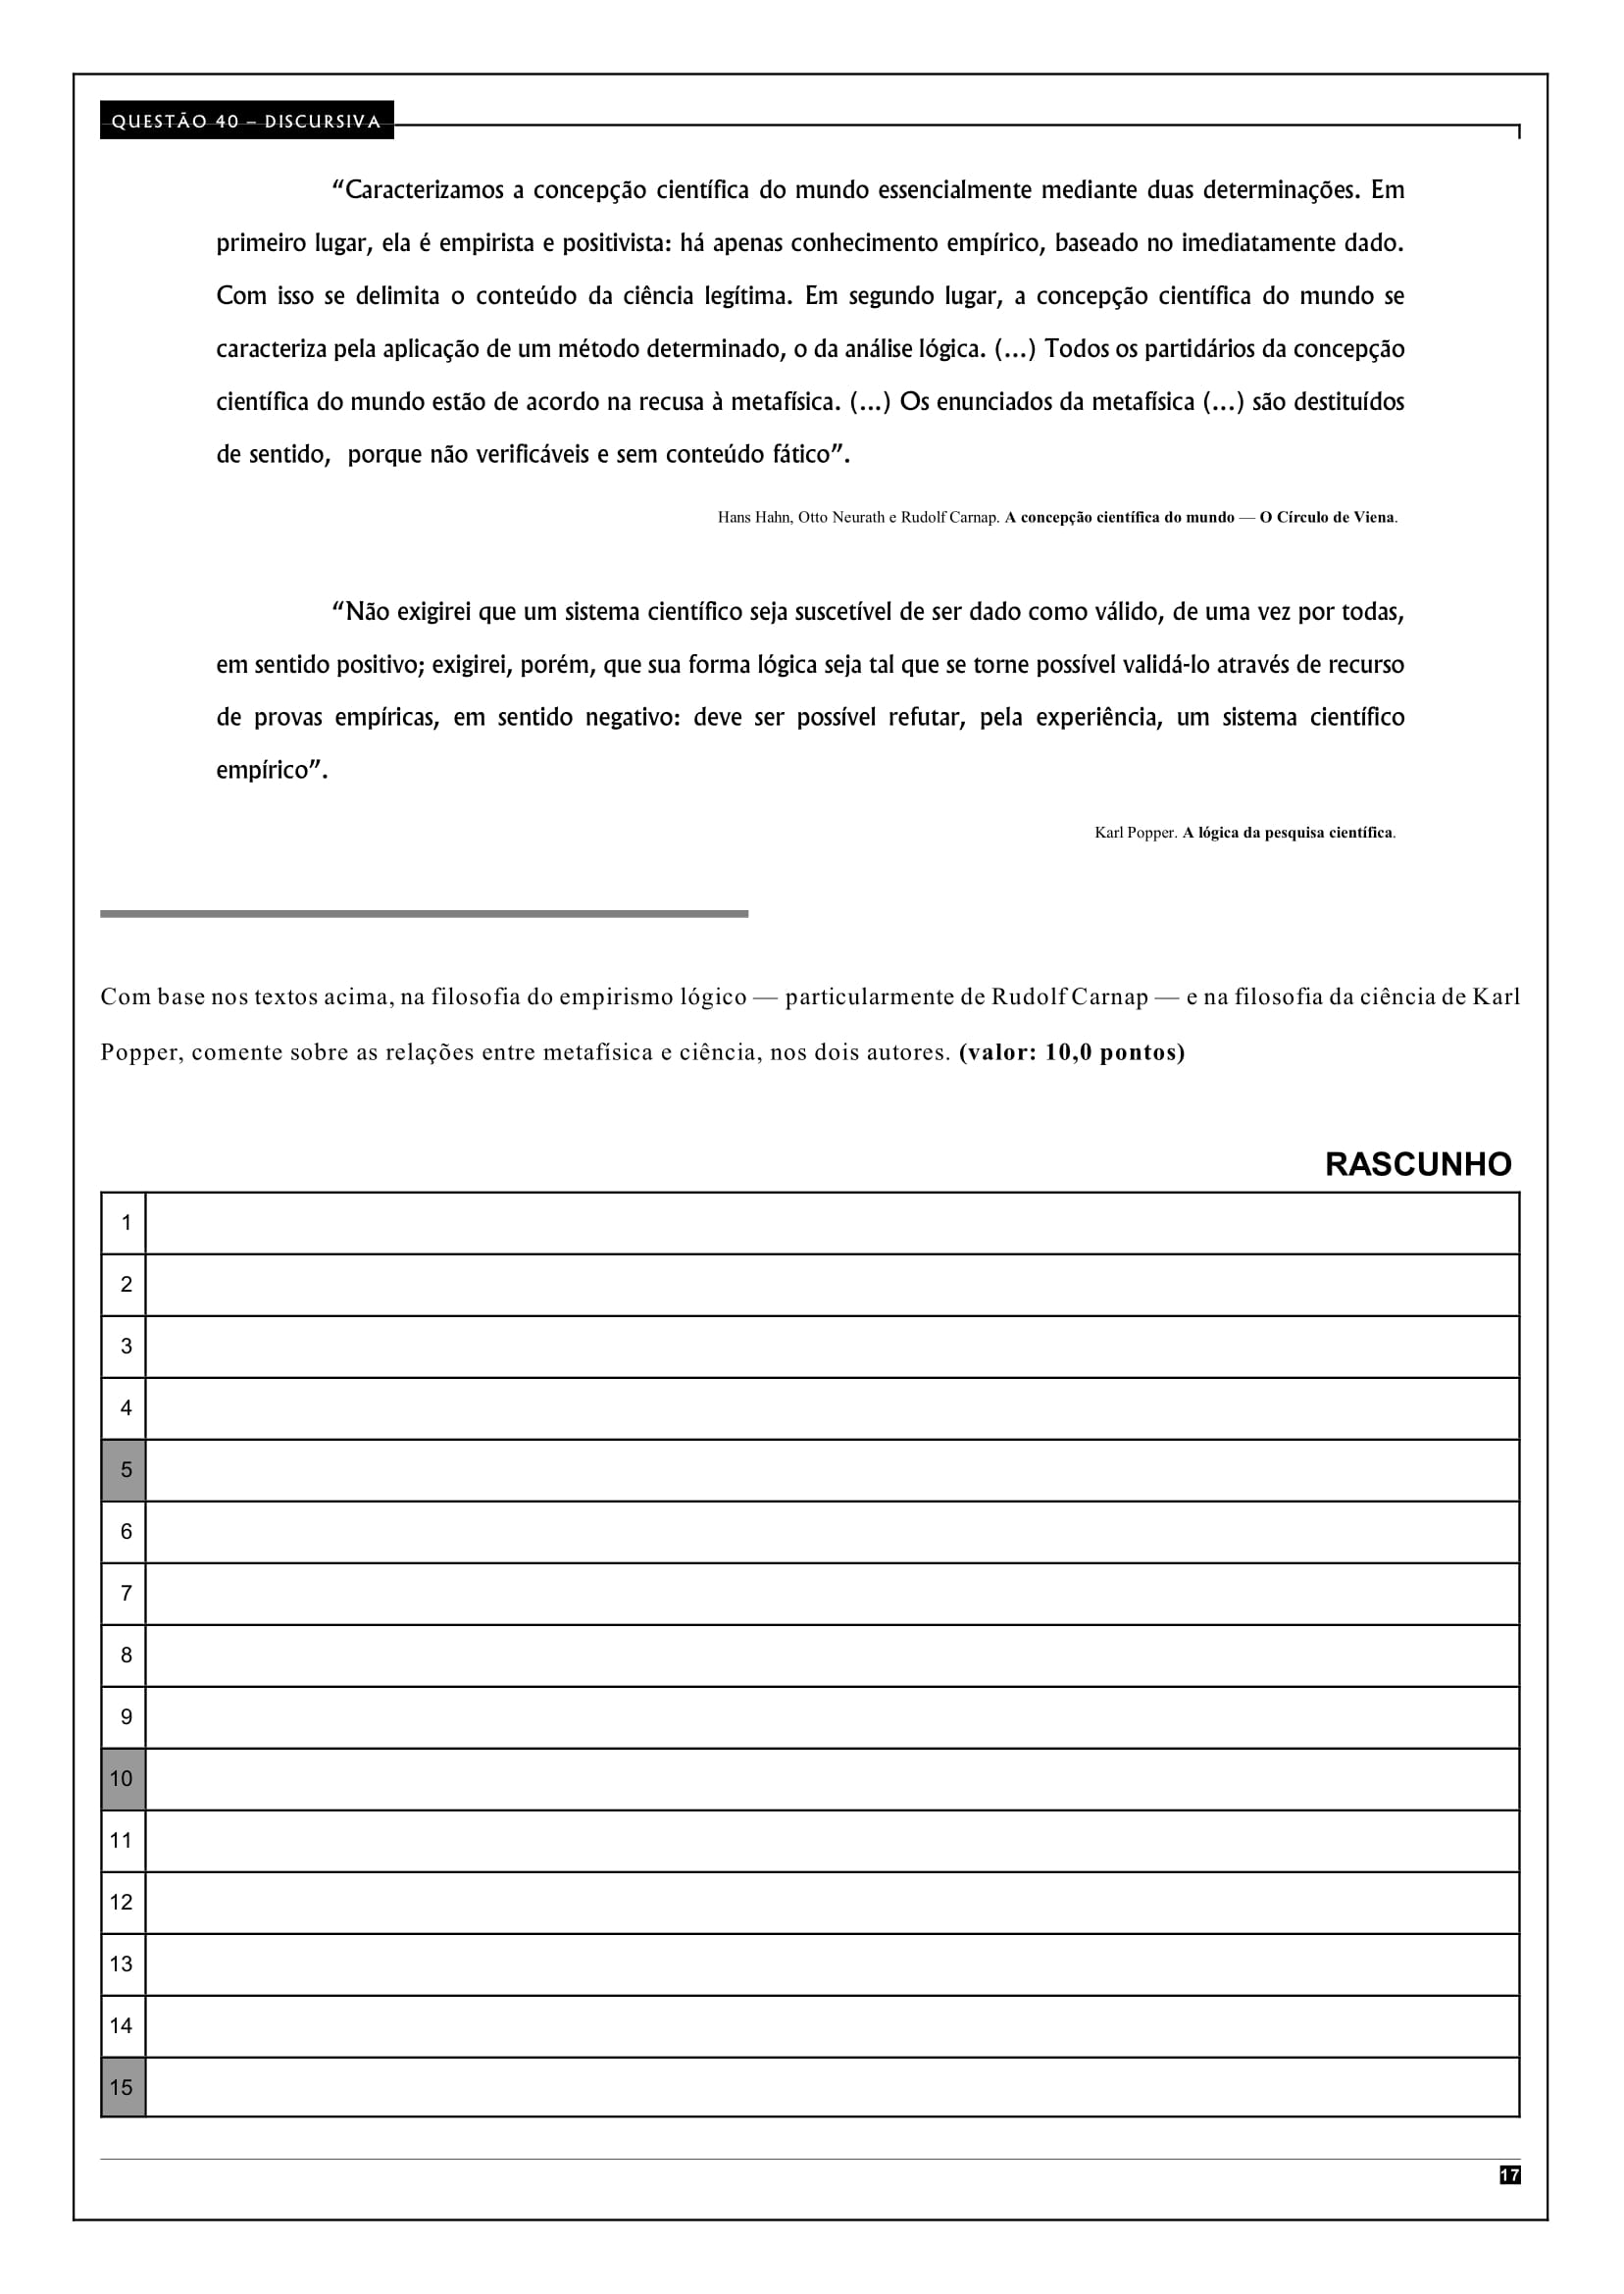 QUESTÃO 40 – DISCURSIVA
“Caracterizamos a concepção científica do mundo essencialmente mediante duas determinações. Em
primeiro lugar, ela é empirista e positivista: há apenas conhecimento empírico, baseado no imediatamente dado.
Com isso se delimita o conteúdo da ciência legítima. Em segundo lugar, a concepção científica do mundo se
caracteriza pela aplicação de um método determinado, o da análise lógica. (...) Todos os partidários da concepção
científica do mundo estão de acordo na recusa à metafísica. (...) Os enunciados da metafísica (...) são destituídos
de sentido, porque não verificáveis e sem conteúdo fático”.
Hans Hahn, Otto Neurath e Rudolf Carnap. A concepção científica do mundo — O Círculo de Viena.
“Não exigirei que um sistema científico seja suscetível de ser dado como válido, de uma vez por todas,
em sentido positivo; exigirei, porém, que sua forma lógica seja tal que se torne possível validá-lo através de recurso
de provas empíricas, em sentido negativo: deve ser possível refutar, pela experiência, um sistema científico
empírico”.
Karl Popper. A lógica da pesquisa científica.
Com base nos textos acima, na filosofia do empirismo lógico — particularmente de Rudolf Carnap — e na filosofia da ciência de Karl
Popper, comente sobre as relações entre metafísica e ciência, nos dois autores. (valor: 10,0 pontos)
RASCUNHO
1
2
3
4
5
6
7
8
9
10
11
12
13
14
15
17